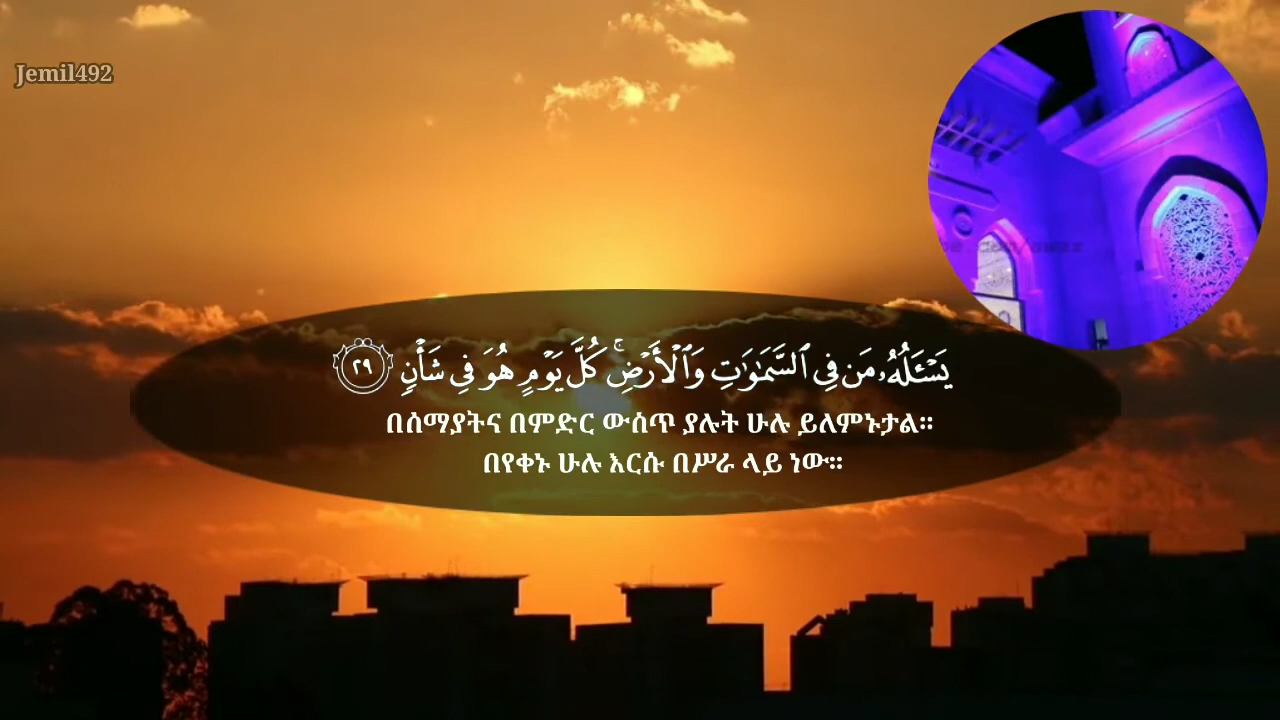 Jemil492
يَسْـَٔلُهُۥ مَن فِى ٱلسَّمَٰوَٰتِ وَٱلْأَرْضِ ۚ كُلَّ يَوْمٍ هُوَ فِى شَأْنٍ ٢٩
በሰማያትና በምድር ውስጥ ያሉት ሁሉ ይለምኑታል።
በየቀኑ ሁሉ እርሱ በሥራ ላይ ነው።